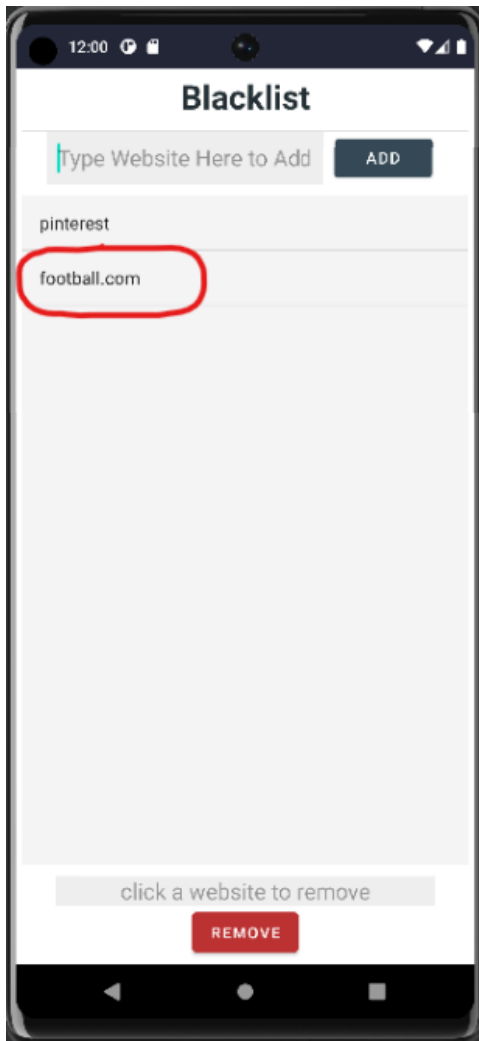 12:00
Blacklist
Type Website Here to Add ADD
pinterest
football.com
click a website to remove
REMOVE